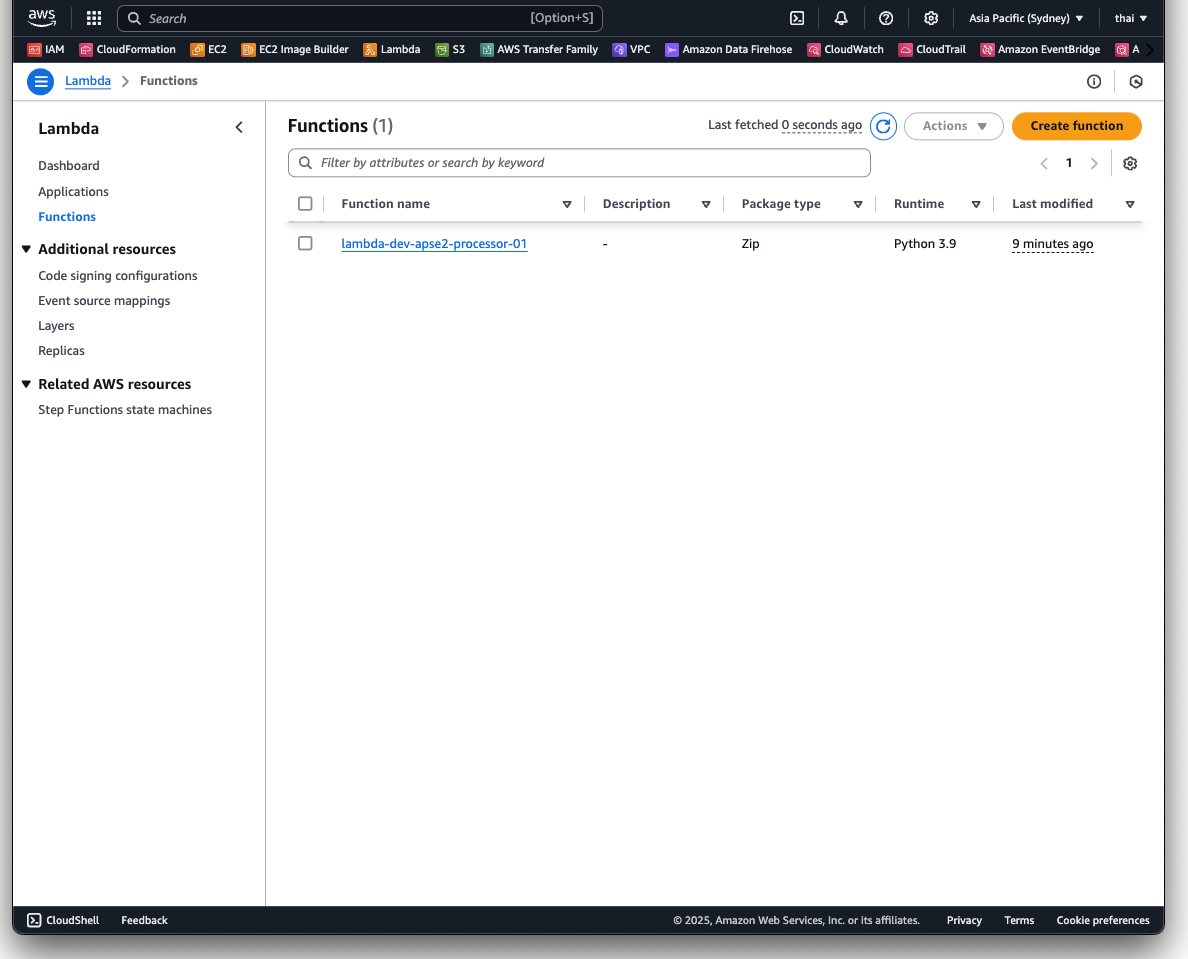 aws Search [Option+S] Asia Pacific (Sydney) thai
IAM CloudFormation EC2 EC2 Image Builder Lambda S3 AWS Transfer Family VPC Amazon Data Firehose CloudWatch CloudTrail Amazon EventBridge A
Lambda Functions
Lambda
Dashboard
Applications
Functions
Additional resources
Code signing configurations
Event source mappings
Layers
Replicas
Related AWS resources
Step Functions state machines
Functions (1) Last fetched 0 seconds ago Actions Create function
Filter by attributes or search by keyword 1
Function name Description Package type Runtime Last modified
lambda-dev-apse2-processor-01 - Zip Python 3.9 9 minutes ago
CloudShell Feedback © 2025, Amazon Web Services, Inc. or its affiliates. Privacy Terms Cookie preferences